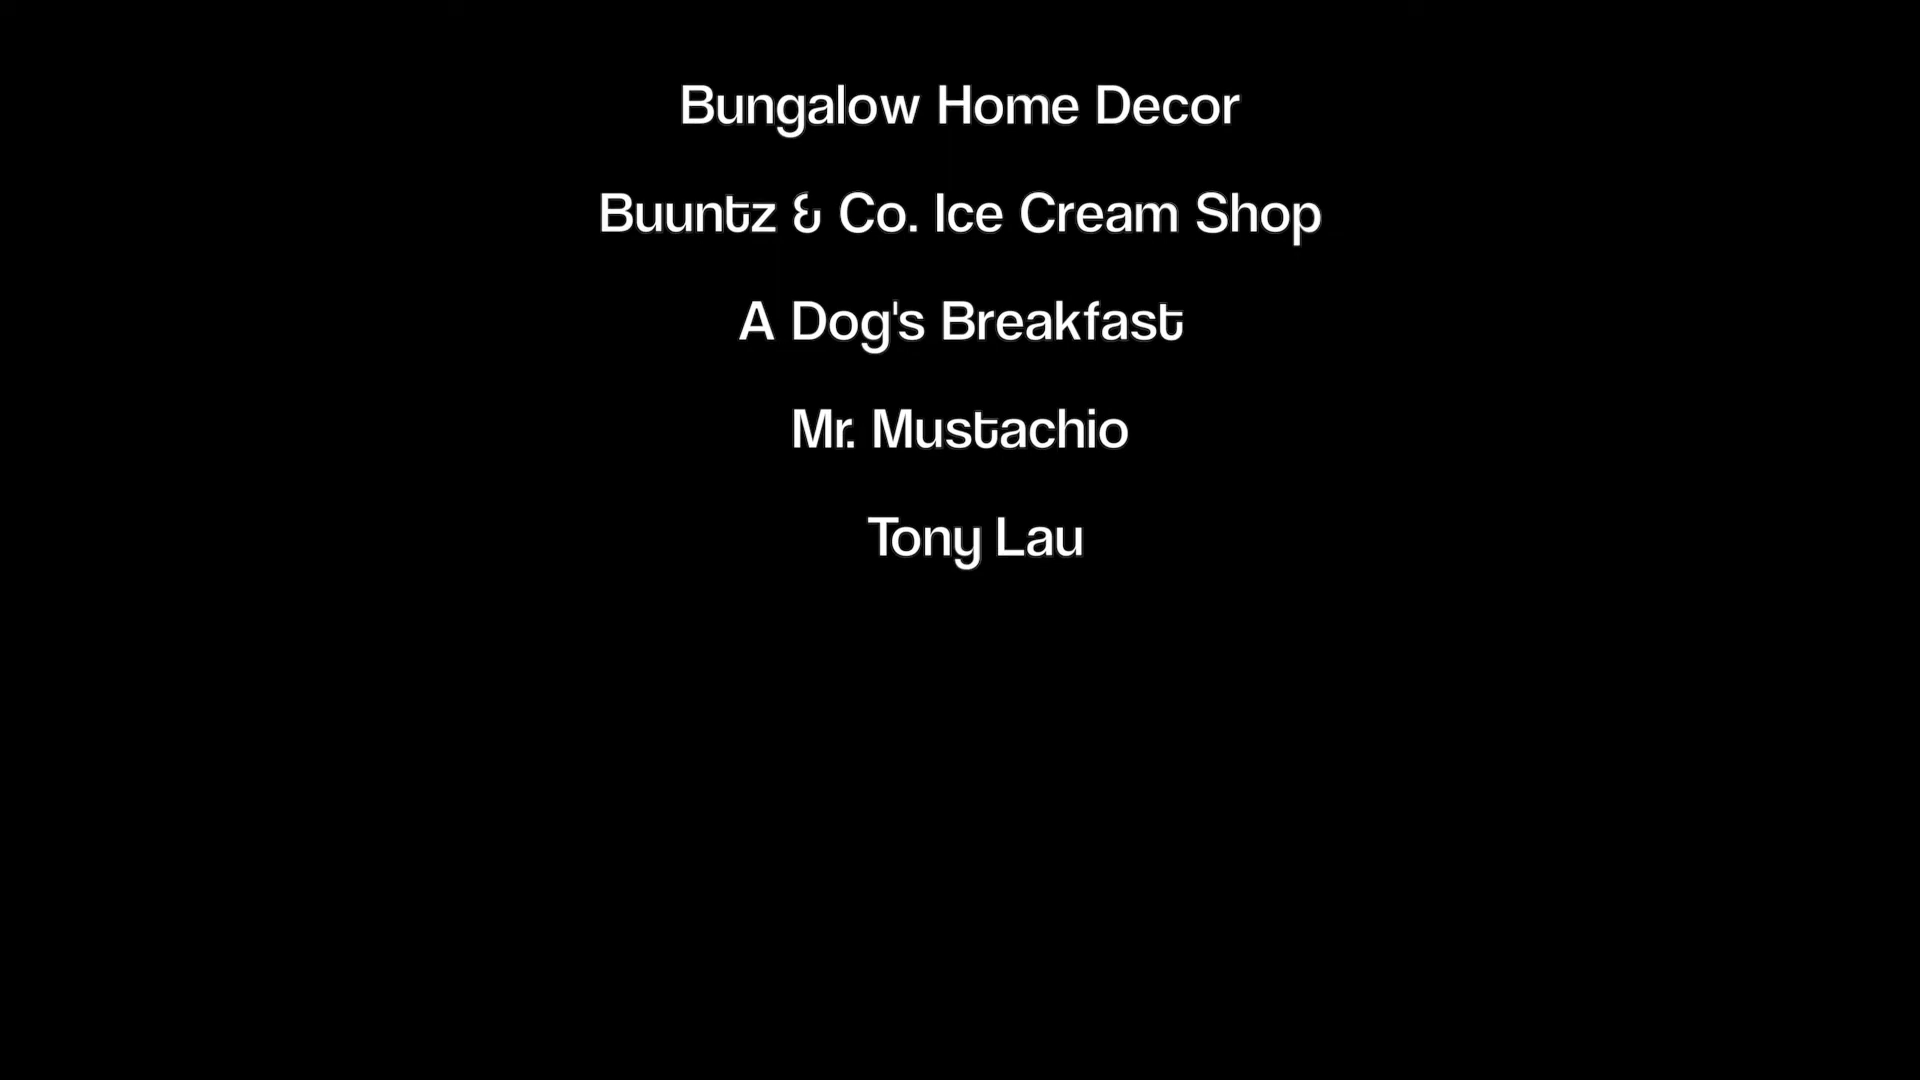 Bungalow Home Decor
Buuntz & Co. Ice Cream Shop
A Dog's Breakfast
Mr. Mustachio
Tony Lau